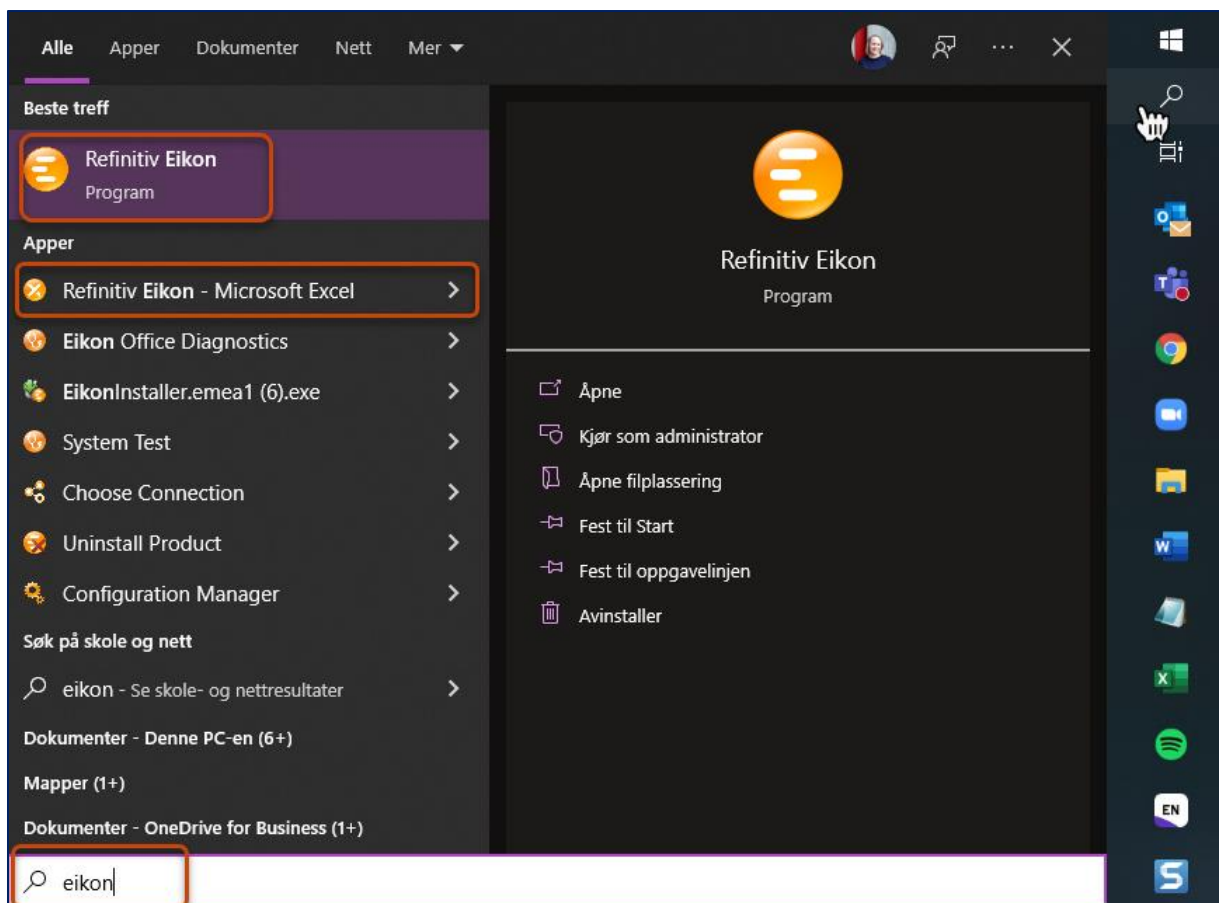 Alle Apper Dokumenter Nett Mer
Beste treff
Refinitiv Eikon
Program
Apper
Refinitiv Eikon - Microsoft Excel
Eikon Office Diagnostics
EikonInstaller.emea1 (6).exe
System Test
Choose Connection
Uninstall Product
Configuration Manager
Søk på skole og nett
eikon - Se skole- og nettresultater
Dokumenter - Denne PC-en (6+)
Mapper (1+)
Dokumenter - OneDrive for Business (1+)
eikon
Refinitiv Eikon
Program
Åpne
Kjør som administrator
Åpne filplassering
Fest til Start
Fest til oppgavelinjen
Avinstaller
EN